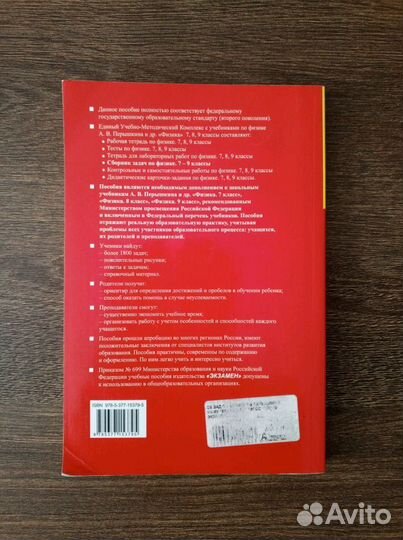 Данное пособие полностью соответствует федеральному
государственному образовательному стандарту (второго поколения).
Единый Учебно-Методический Комплекс с учебниками по физике
А. В. Перышкина и др. «Физика» 7, 8, 9 классы составляют:
+ Рабочая тетрадь по физике. 7, 8, 9 классы
+ Тесты по физике. 7, 8, 9 классы
+ Тетрадь для лабораторных работ по физике. 7, 8, 9 классы
+ Сборник задач по физике. 7 – 9 классы
+ Контрольные и самостоятельные работы по физике. 7, 8, 9 классы
+ Дидактические карточки-задания по физике. 7, 8, 9 классы
Пособия являются необходимым дополнением к школьным
учебникам А. В. Перышкина и др. «Физика. 7 класс»,
«Физика. 8 класс», «Физика. 9 класс», рекомендованным
Министерством просвещения Российской Федерации
и включенным в Федеральный перечень учебников. Пособия
отражают реальную образовательную практику, учитывая
проблемы всех участников образовательного процесса: учащихся,
их родителей и преподавателей.
Ученики найдут:
– более 1800 задач;
– пояснительные рисунки;
– ответы к задачам;
– справочный материал.
Родители получат:
– ориентир для определения достижений и пробелов в обучении ребенка;
– способ оказать помощь в случае неуспеваемости.
Преподаватели смогут:
– существенно экономить учебное время;
– организовать работу с учетом особенностей и способностей каждого
учащегося.
Пособия прошли апробацию во многих регионах России, имеют
положительные заключения от специалистов институтов развития
образования. Пособия практичны, современны по содержанию
и оформлению. По ним легко учить и интересно учиться.
Приказом № 699 Министерства образования и науки Российской
Федерации учебные пособия издательства «ЭКЗАМЕН» допущены
к использованию в общеобразовательных организациях.
ISBN 978-5-377-15379-5
9 785377 153795
Avito